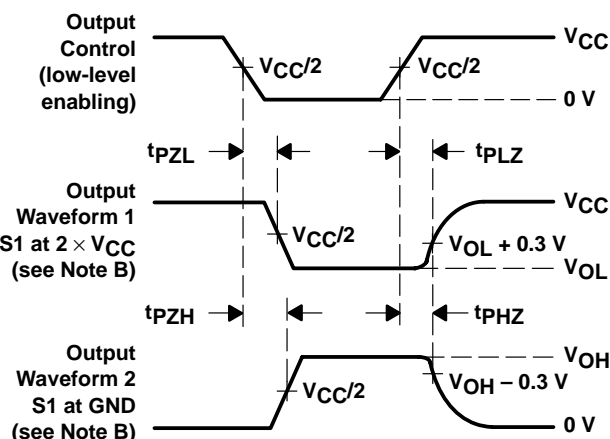 Output
Control
(low-level
enabling)
VCC/2
VCC/2
VCC
0 V
tPZL
tPLZ
Output
Waveform 1
S1 at 2 × VCC
(see Note B)
VCC/2
VCC
VOL + 0.3 V
VOL
tPZH
tPHZ
Output
Waveform 2
S1 at GND
(see Note B)
VCC/2
VOH
VOH – 0.3 V
0 V